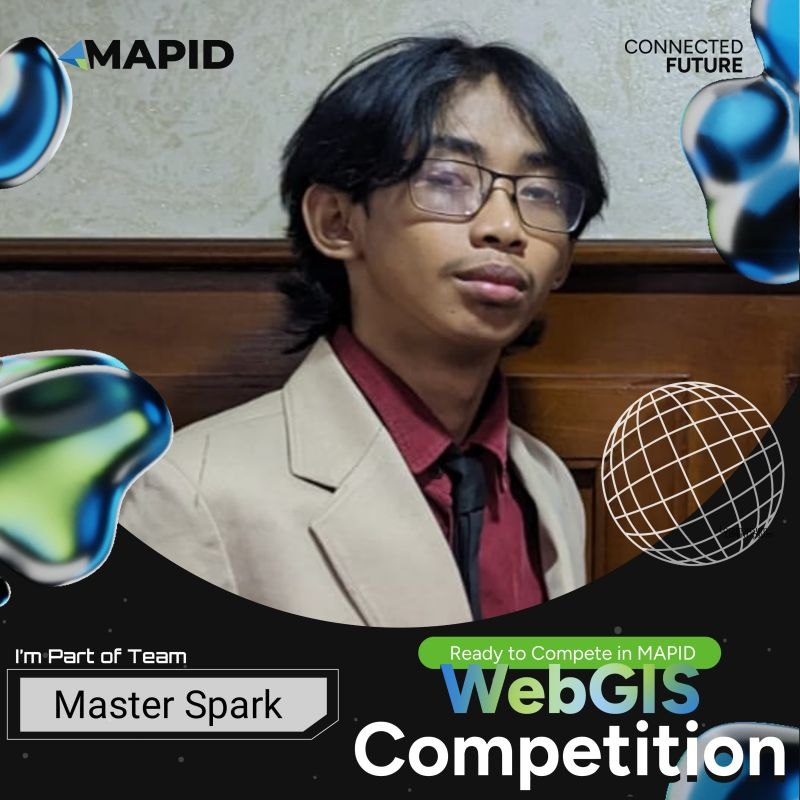 MAPID
CONNECTED
FUTURE
I'm Part of Team
Master Spark
Ready to Compete in MAPID
WebGIS
Competition